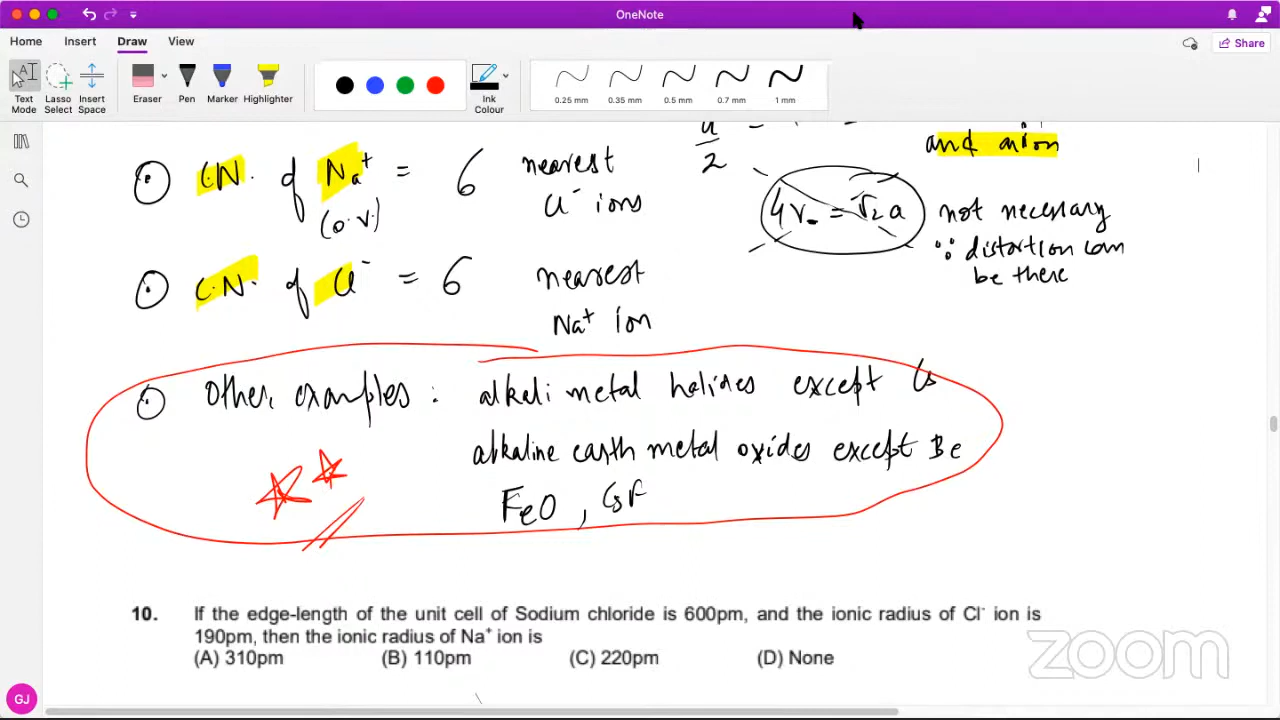 OneNote
Home Insert Draw View Share
Text Mode Lasso Select Insert Space Eraser Pen Marker Highlighter Ink Colour 0.25 mm 0.35 mm 0.5 mm 0.7 mm 1 mm
a/2 =
and anion
⊙ C.N. of Na⁺ = 6 nearest
(O.V.) Cl⁻ ions
4r₋ = √2 a not necessary
∵ distortion can
be there
⊙ C.N. of Cl⁻ = 6 nearest
Na⁺ ion
⊙ Other examples : alkali metal halides except Cs
alkaline earth metal oxides except Be
FeO , CsF
10. If the edge-length of the unit cell of Sodium chloride is 600pm, and the ionic radius of Cl⁻ ion is
190pm, then the ionic radius of Na⁺ ion is
(A) 310pm (B) 110pm (C) 220pm (D) None
zoom
GJ